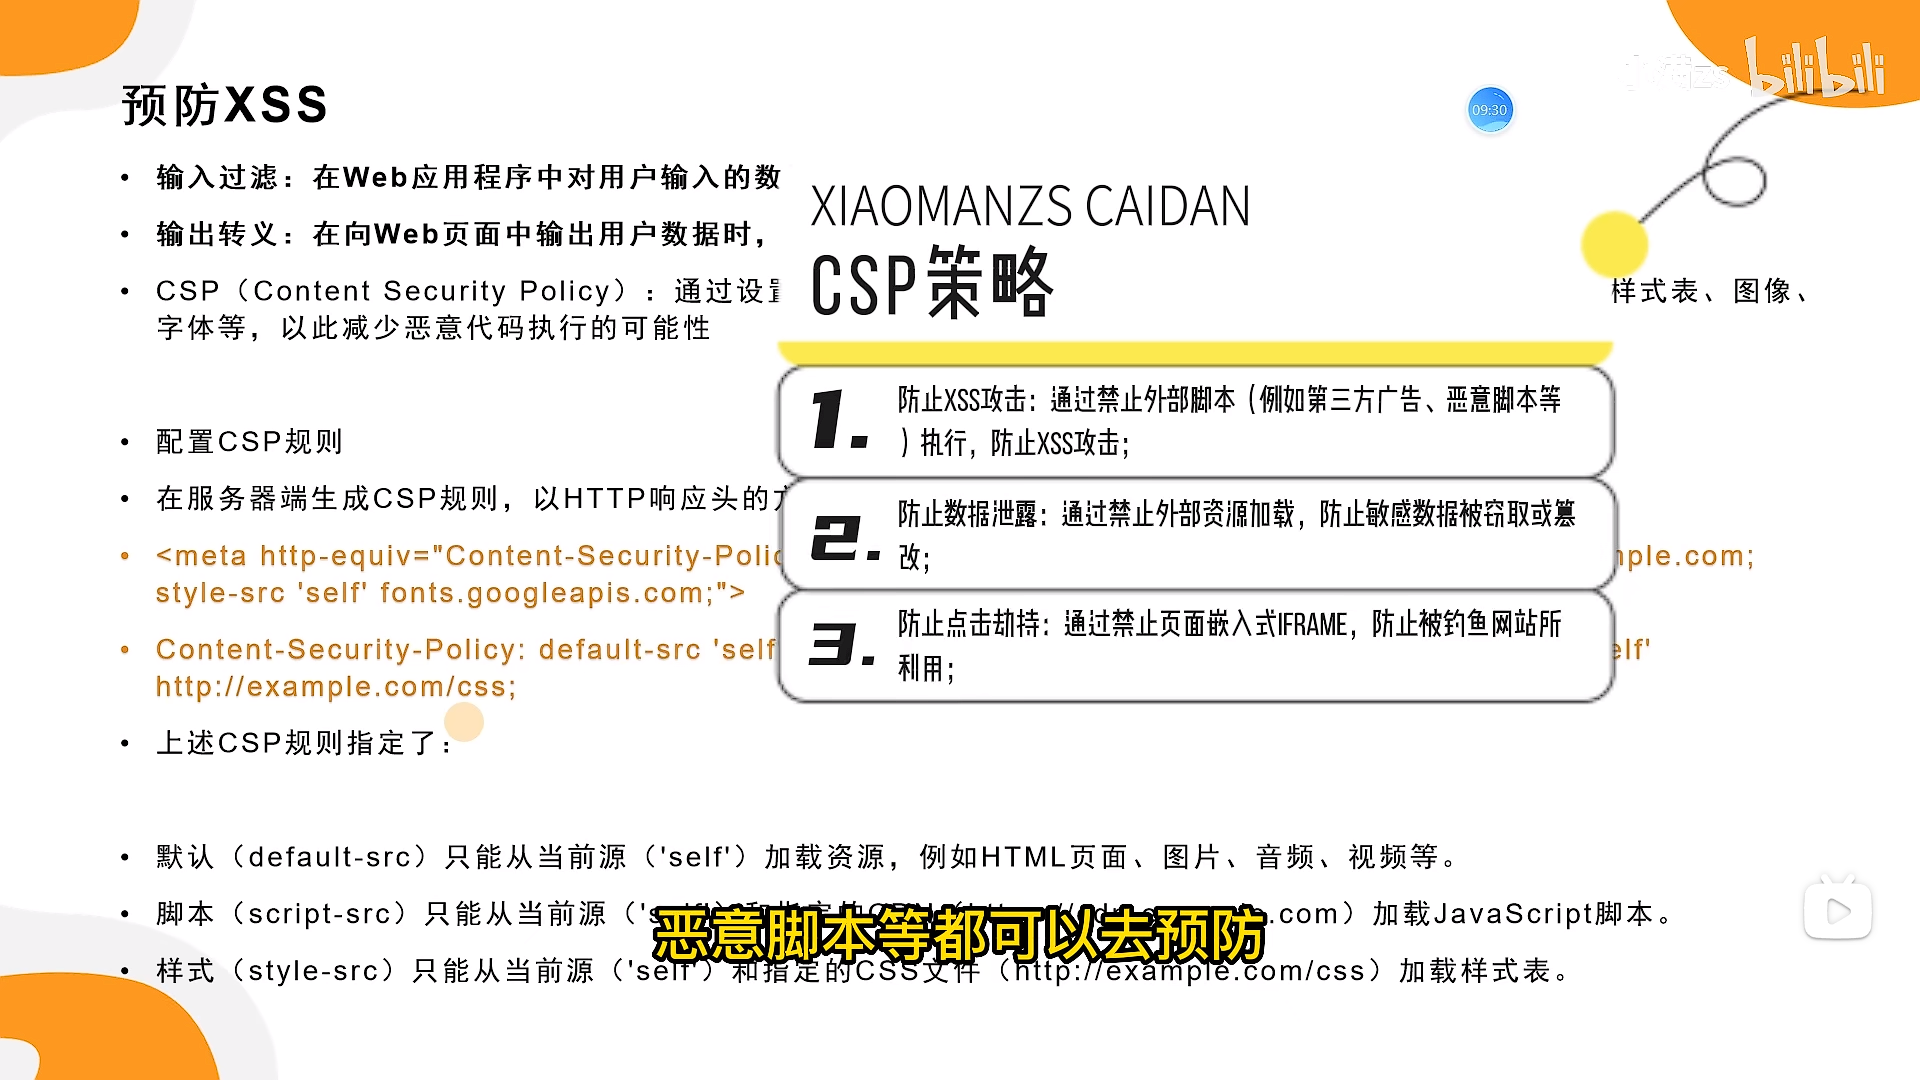 bilibili
09:30
预防XSS
• 输入过滤：在Web应用程序中对用户输入的数
• 输出转义：在向Web页面中输出用户数据时，
• CSP（Content Security Policy）：通过设置 样式表、图像、
字体等，以此减少恶意代码执行的可能性
• 配置CSP规则
• 在服务器端生成CSP规则，以HTTP响应头的
• <meta http-equiv="Content-Security-Polic mple.com;
style-src 'self' fonts.googleapis.com;">
• Content-Security-Policy: default-src 'self elf'
http://example.com/css;
• 上述CSP规则指定了：
XIAOMANZS CAIDAN
CSP策略
1. 防止XSS攻击：通过禁止外部脚本（例如第三方广告、恶意脚本等
）执行，防止XSS攻击；
2. 防止数据泄露：通过禁止外部资源加载，防止敏感数据被窃取或篡
改；
3. 防止点击劫持：通过禁止页面嵌入式IFRAME，防止被钓鱼网站所
利用；
• 默认（default-src）只能从当前源（'self'）加载资源，例如HTML页面、图片、音频、视频等。
• 脚本（script-src）只能从当前源（ .com）加载JavaScript脚本。
恶意脚本等都可以去预防
• 样式（style-src）只能从当前源（'self'）和指定的CSS文件（http://example.com/css）加载样式表。